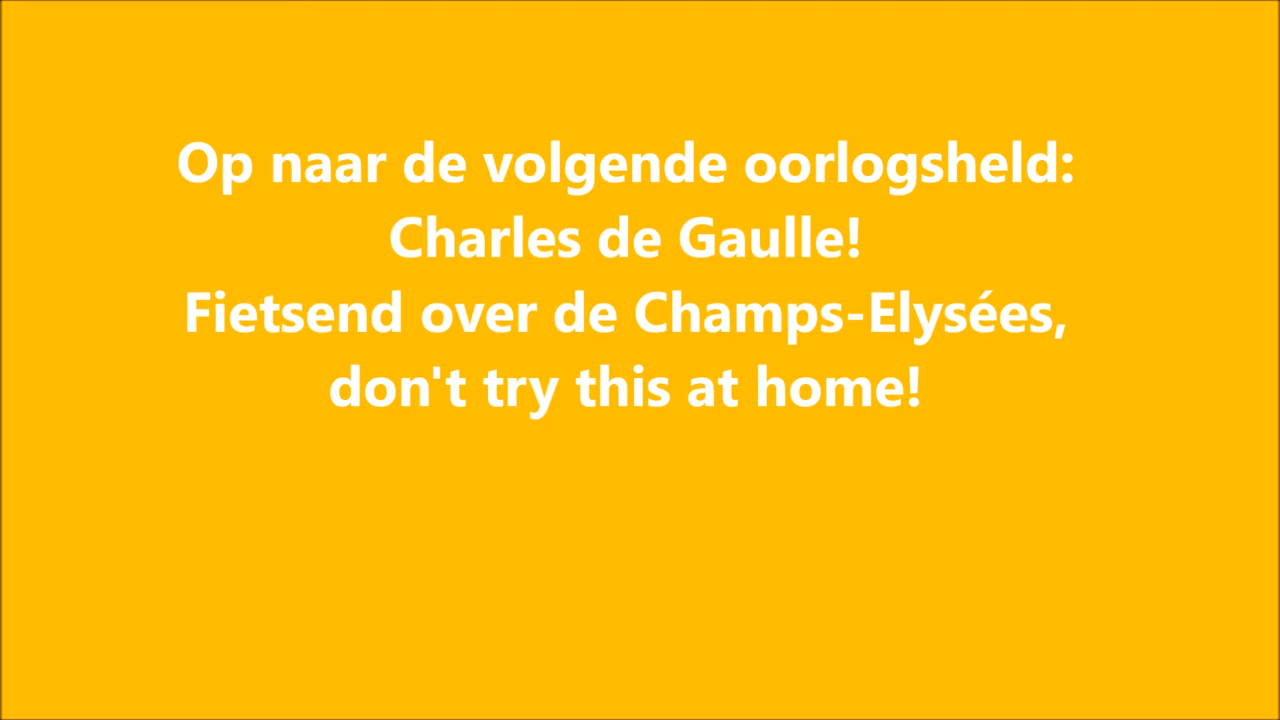 Op naar de volgende oorlogsheld:
Charles de Gaulle!
Fietsend over de Champs-Elysées,
don't try this at home!